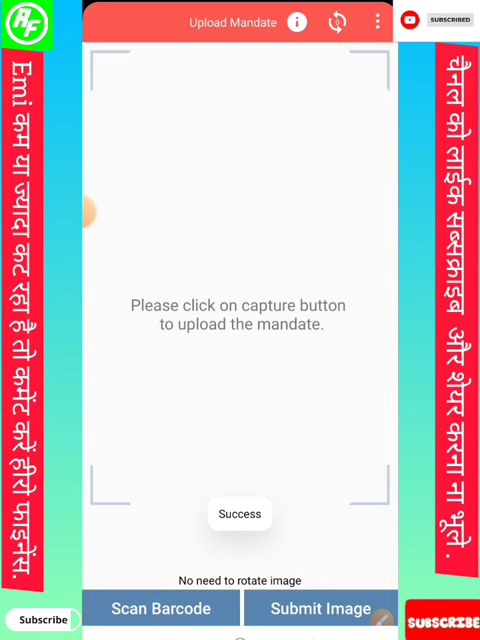 RF
Upload Mandate
SUBSCRIBED
Emi कम या ज्यादा कट रहा है तो कमेंट करें हीरो फाइनेंस.
Please click on capture button
to upload the mandate.
चैनल को लाईक सब्सक्राइब और शेयर करना ना भूले .
Success
No need to rotate image
Scan Barcode
Submit Image
Subscribe
SUBSCRIBE